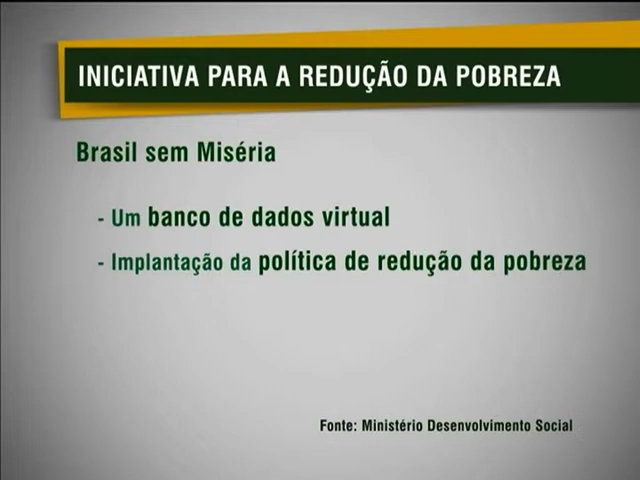 INICIATIVA PARA A REDUÇÃO DA POBREZA
Brasil sem Miséria
- Um banco de dados virtual
- Implantação da política de redução da pobreza
Fonte: Ministério Desenvolvimento Social